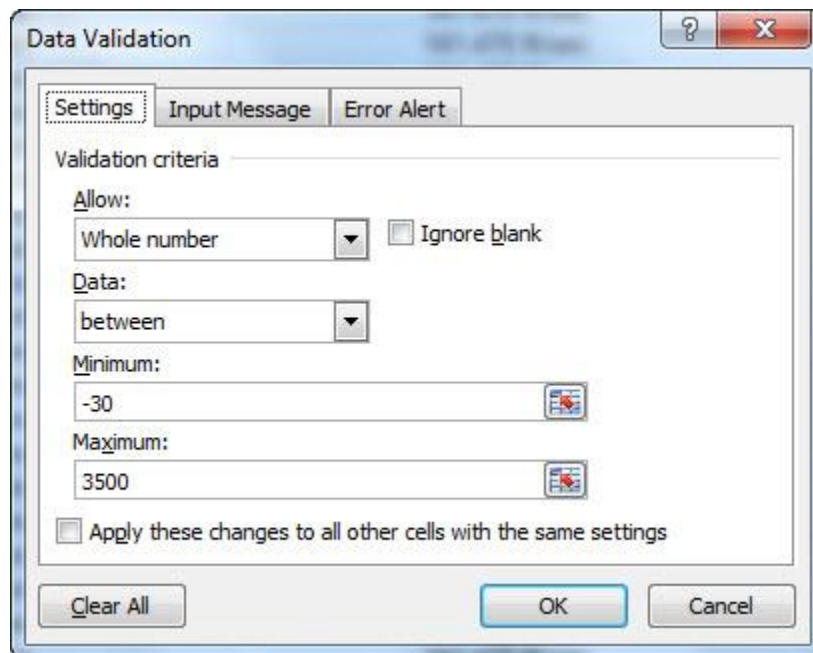 Data Validation
?
Settings Input Message Error Alert
Validation criteria
Allow:
Whole number Ignore blank
Data:
between
Minimum:
-30
Maximum:
3500
Apply these changes to all other cells with the same settings
Clear All OK Cancel